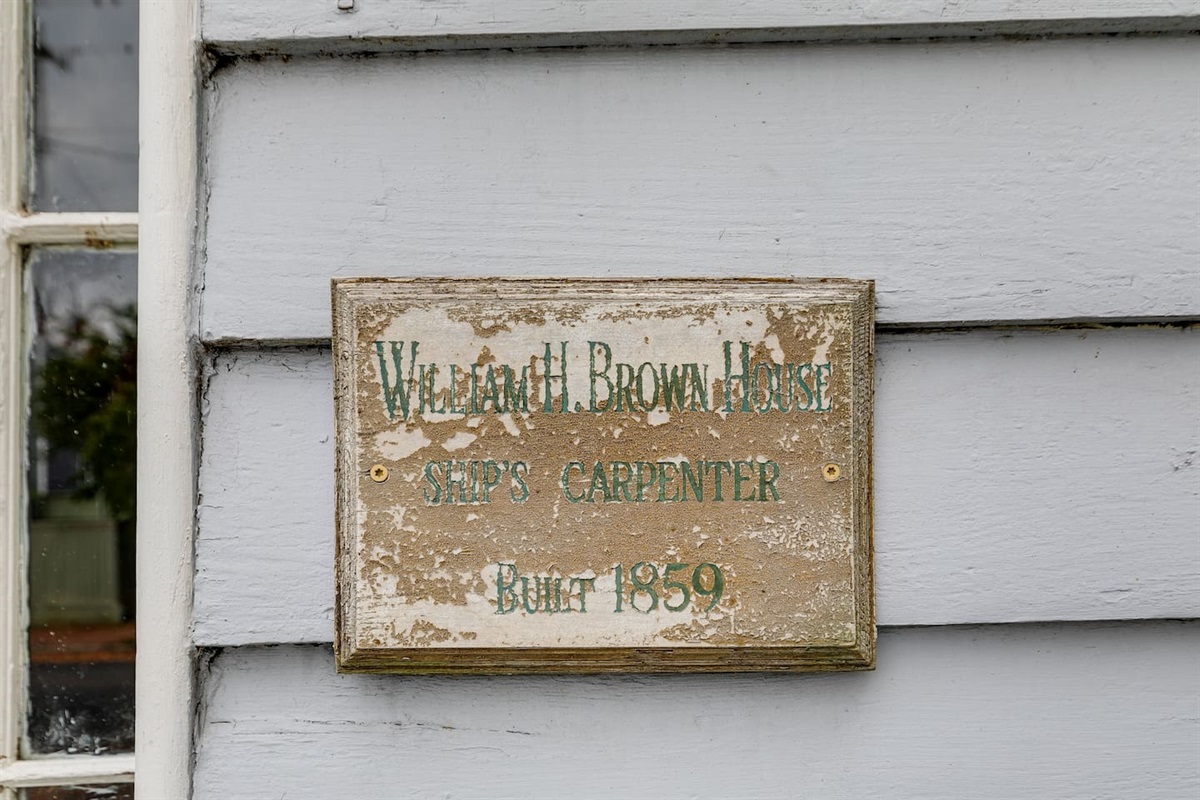 William H. Brown House
SHIP'S CARPENTER
Built 1859